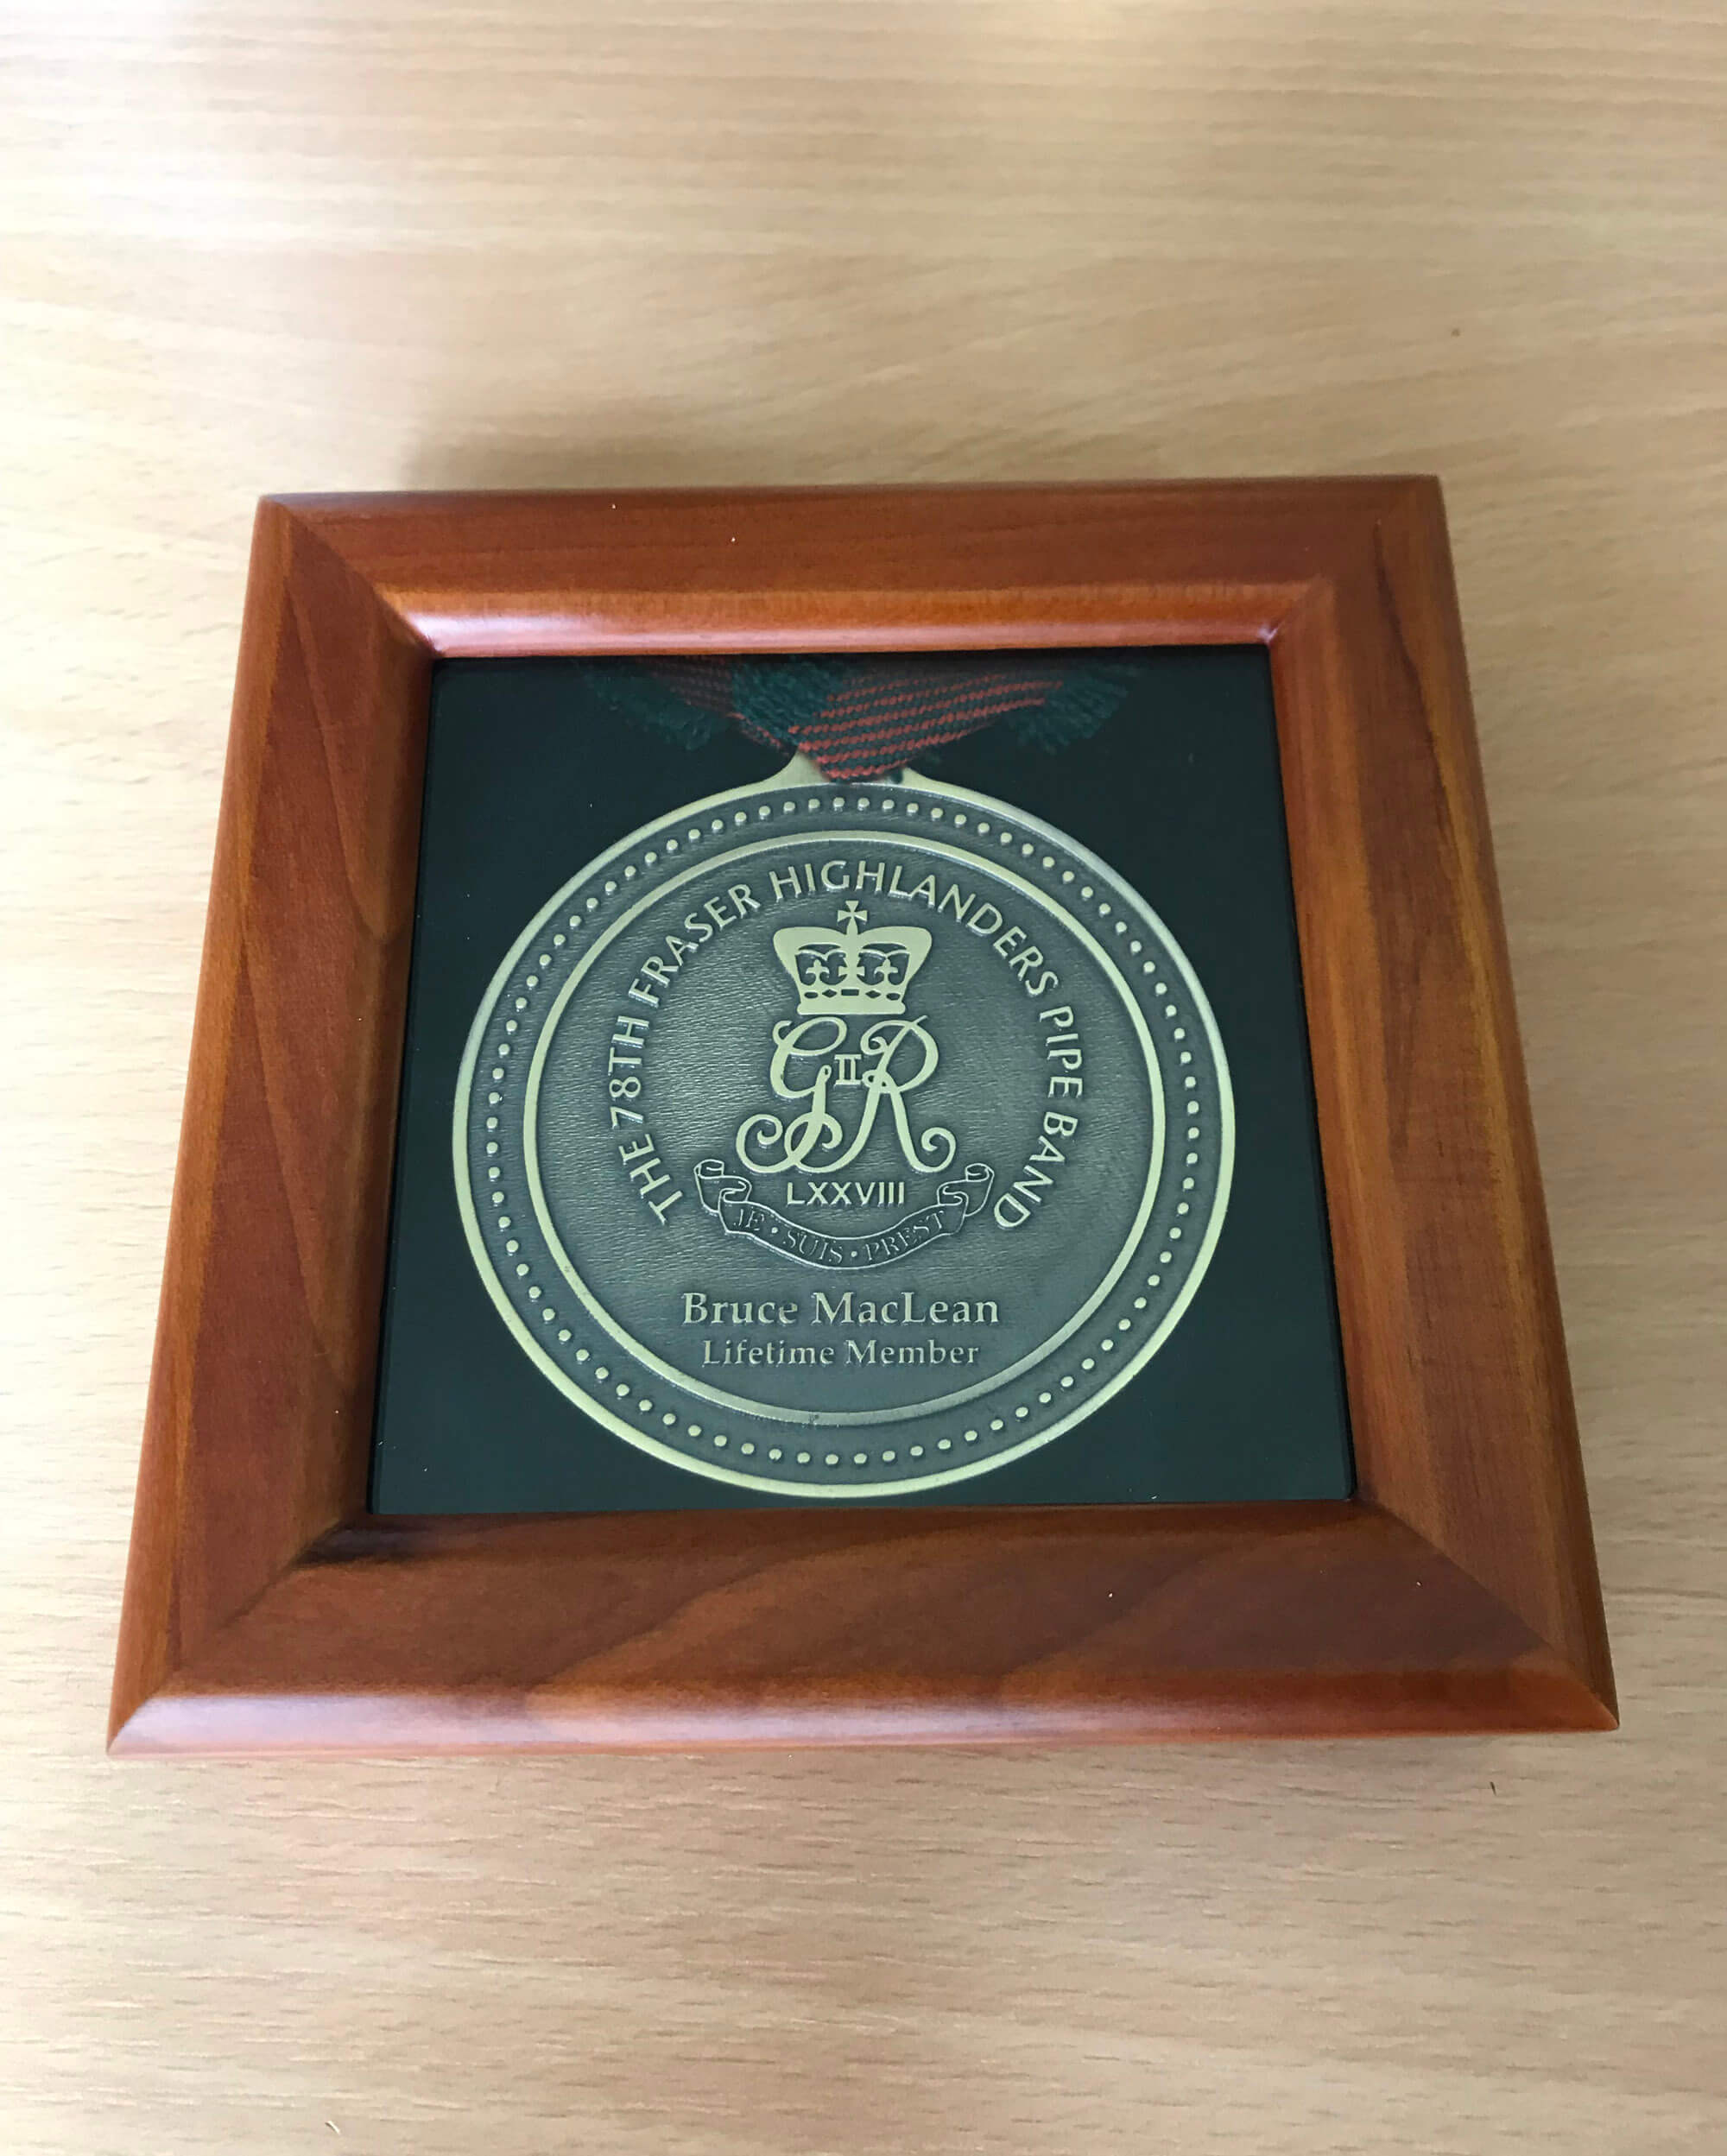 THE 78TH FRASER HIGHLANDERS PIPE BAND
GIIR
LXXVIII
JE · SUIS · PREST
Bruce MacLean
Lifetime Member